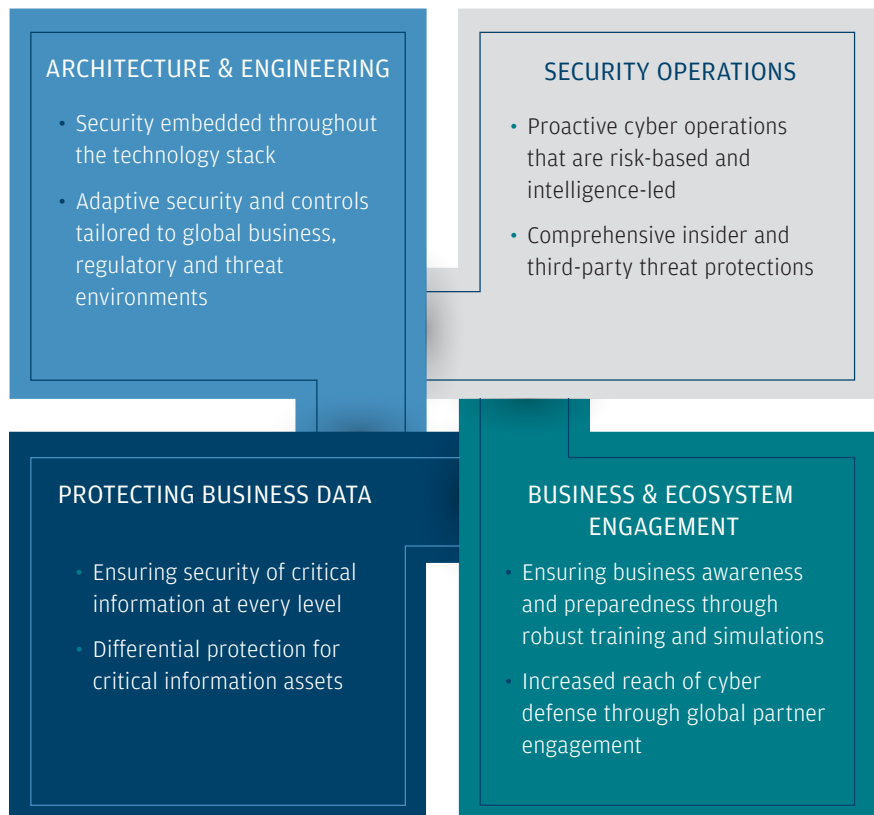 ARCHITECTURE & ENGINEERING
• Security embedded throughout
the technology stack
• Adaptive security and controls
tailored to global business,
regulatory and threat
environments
SECURITY OPERATIONS
• Proactive cyber operations
that are risk-based and
intelligence-led
• Comprehensive insider and
third-party threat protections
PROTECTING BUSINESS DATA
• Ensuring security of critical
information at every level
• Differential protection for
critical information assets
BUSINESS & ECOSYSTEM
ENGAGEMENT
• Ensuring business awareness
and preparedness through
robust training and simulations
• Increased reach of cyber
defense through global partner
engagement